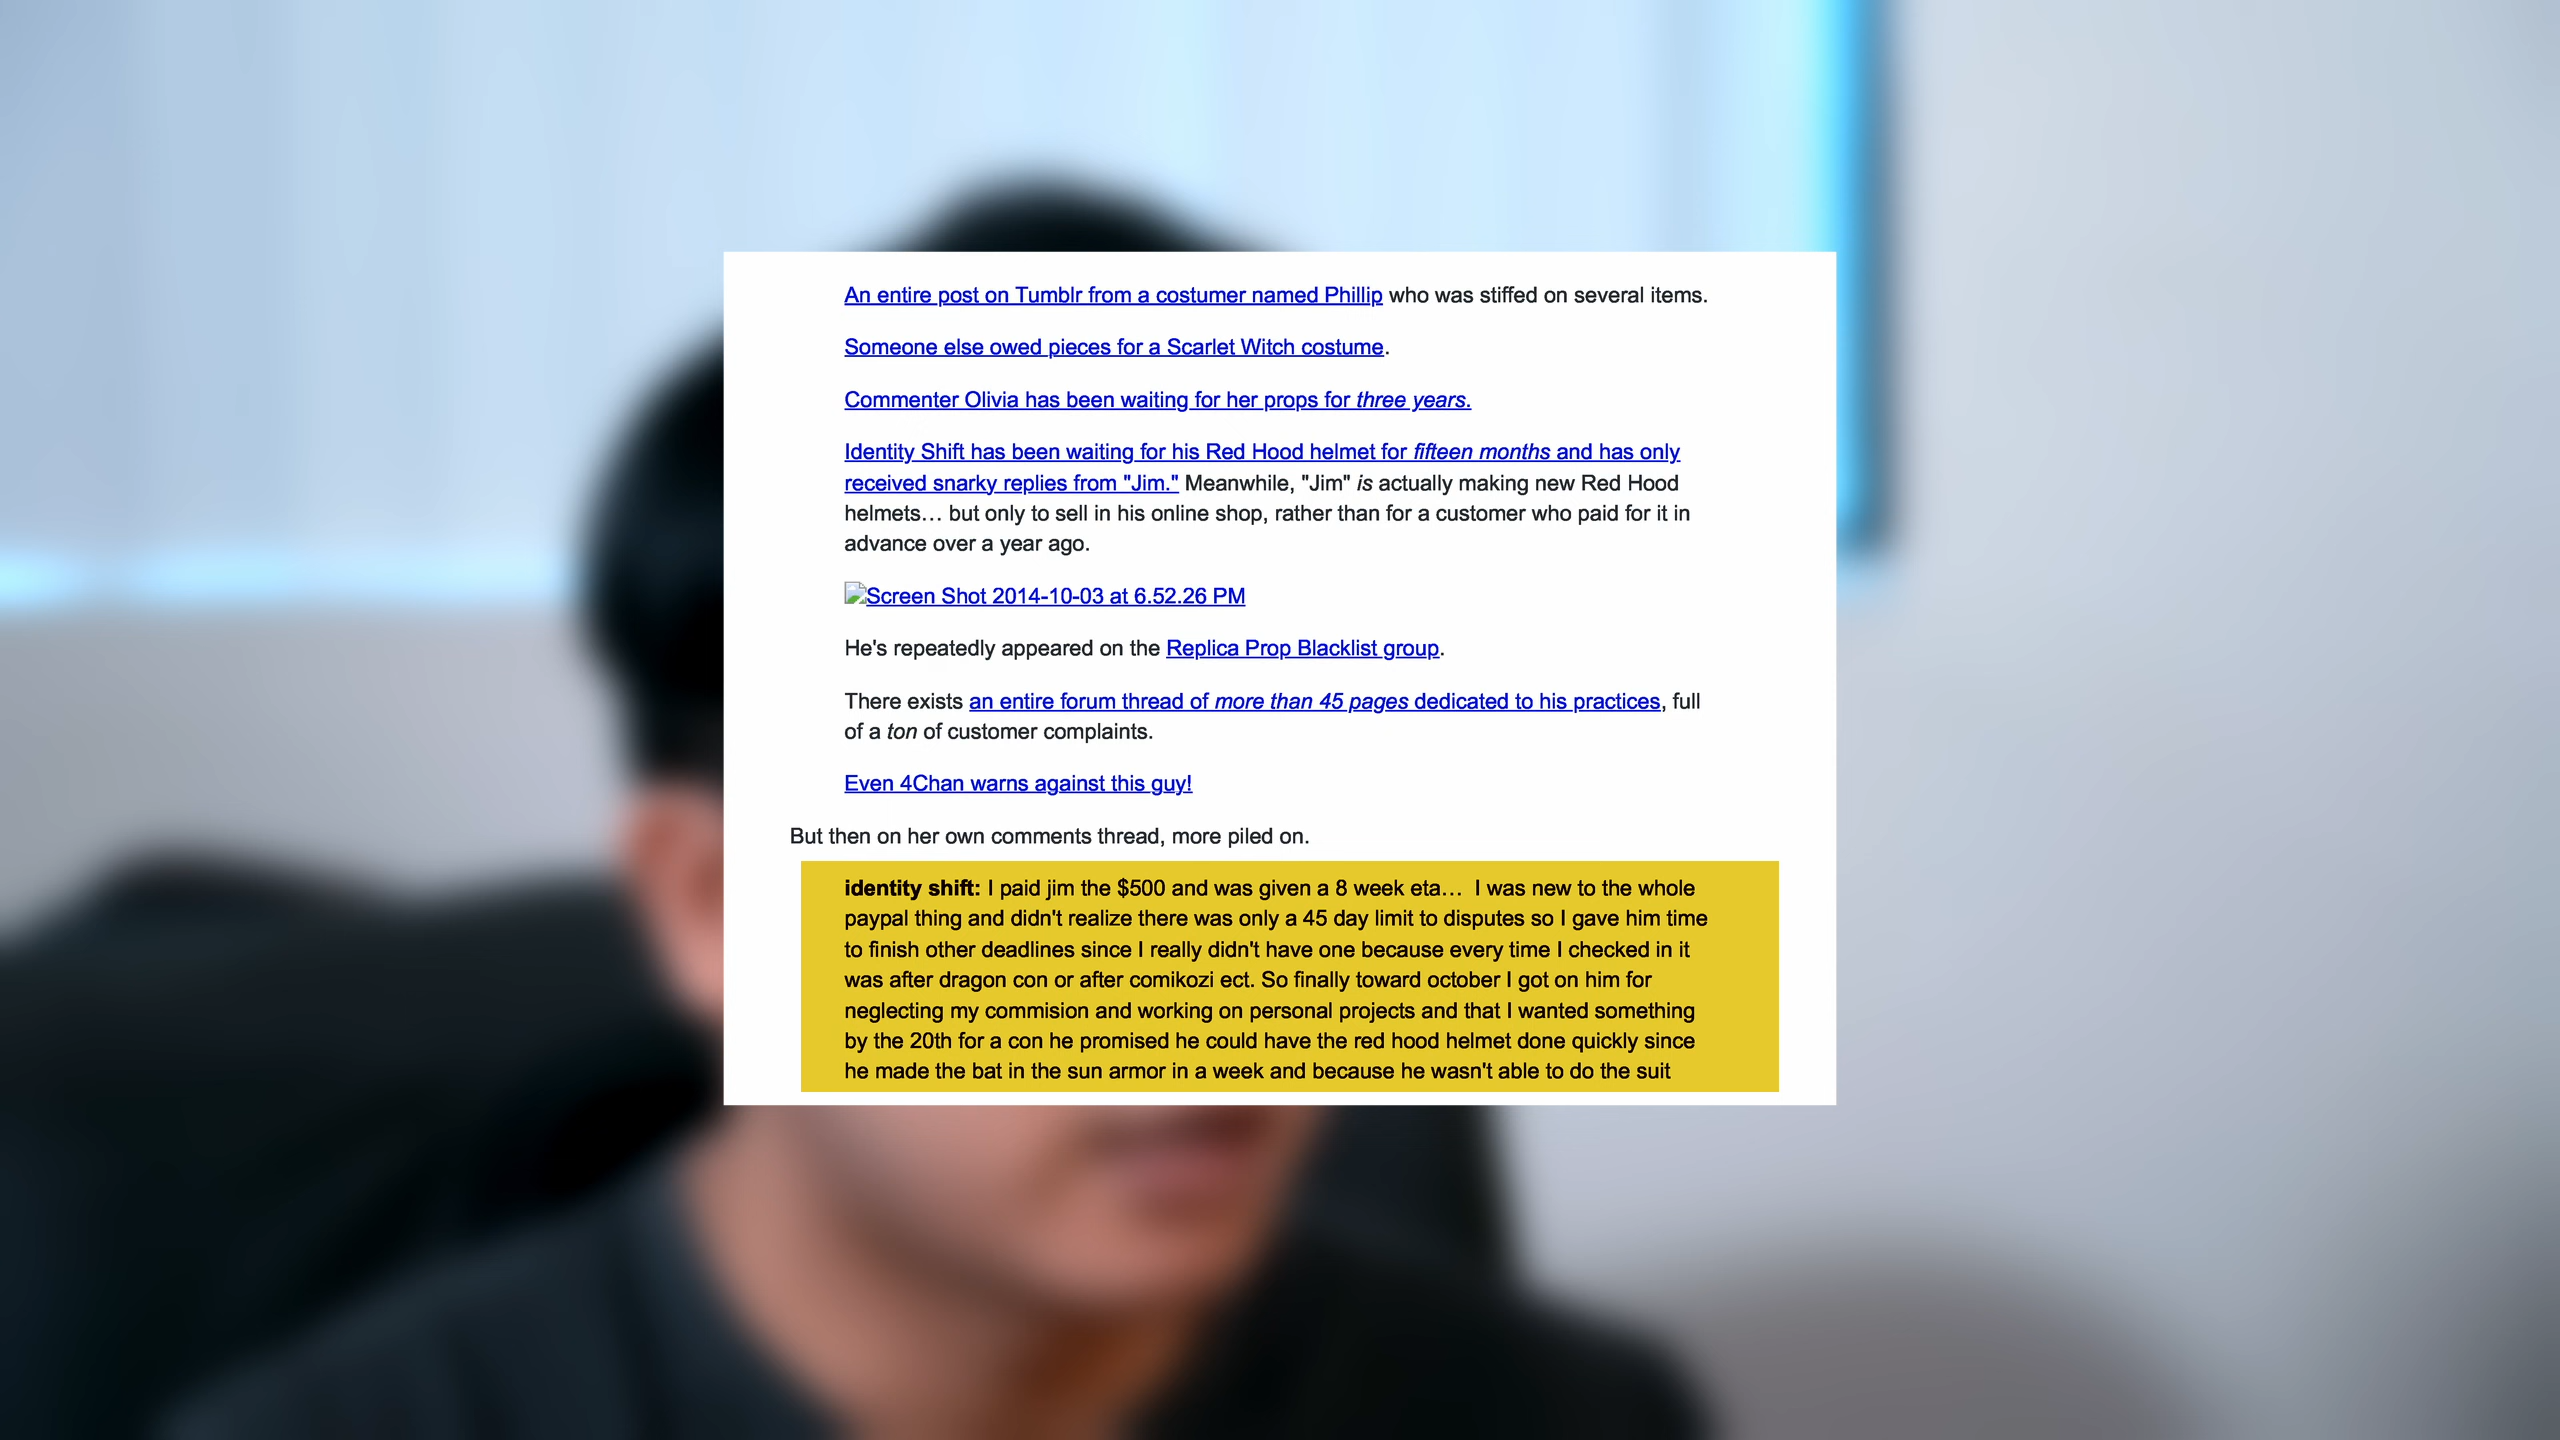 An entire post on Tumblr from a costumer named Phillip who was stiffed on several items.
Someone else owed pieces for a Scarlet Witch costume.
Commenter Olivia has been waiting for her props for three years.
Identity Shift has been waiting for his Red Hood helmet for fifteen months and has only
received snarky replies from "Jim." Meanwhile, "Jim" is actually making new Red Hood
helmets… but only to sell in his online shop, rather than for a customer who paid for it in
advance over a year ago.
Screen Shot 2014-10-03 at 6.52.26 PM
He's repeatedly appeared on the Replica Prop Blacklist group.
There exists an entire forum thread of more than 45 pages dedicated to his practices, full
of a ton of customer complaints.
Even 4Chan warns against this guy!
But then on her own comments thread, more piled on.
identity shift: I paid jim the $500 and was given a 8 week eta…  I was new to the whole
paypal thing and didn't realize there was only a 45 day limit to disputes so I gave him time
to finish other deadlines since I really didn't have one because every time I checked in it
was after dragon con or after comikozi ect. So finally toward october I got on him for
neglecting my commision and working on personal projects and that I wanted something
by the 20th for a con he promised he could have the red hood helmet done quickly since
he made the bat in the sun armor in a week and because he wasn't able to do the suit